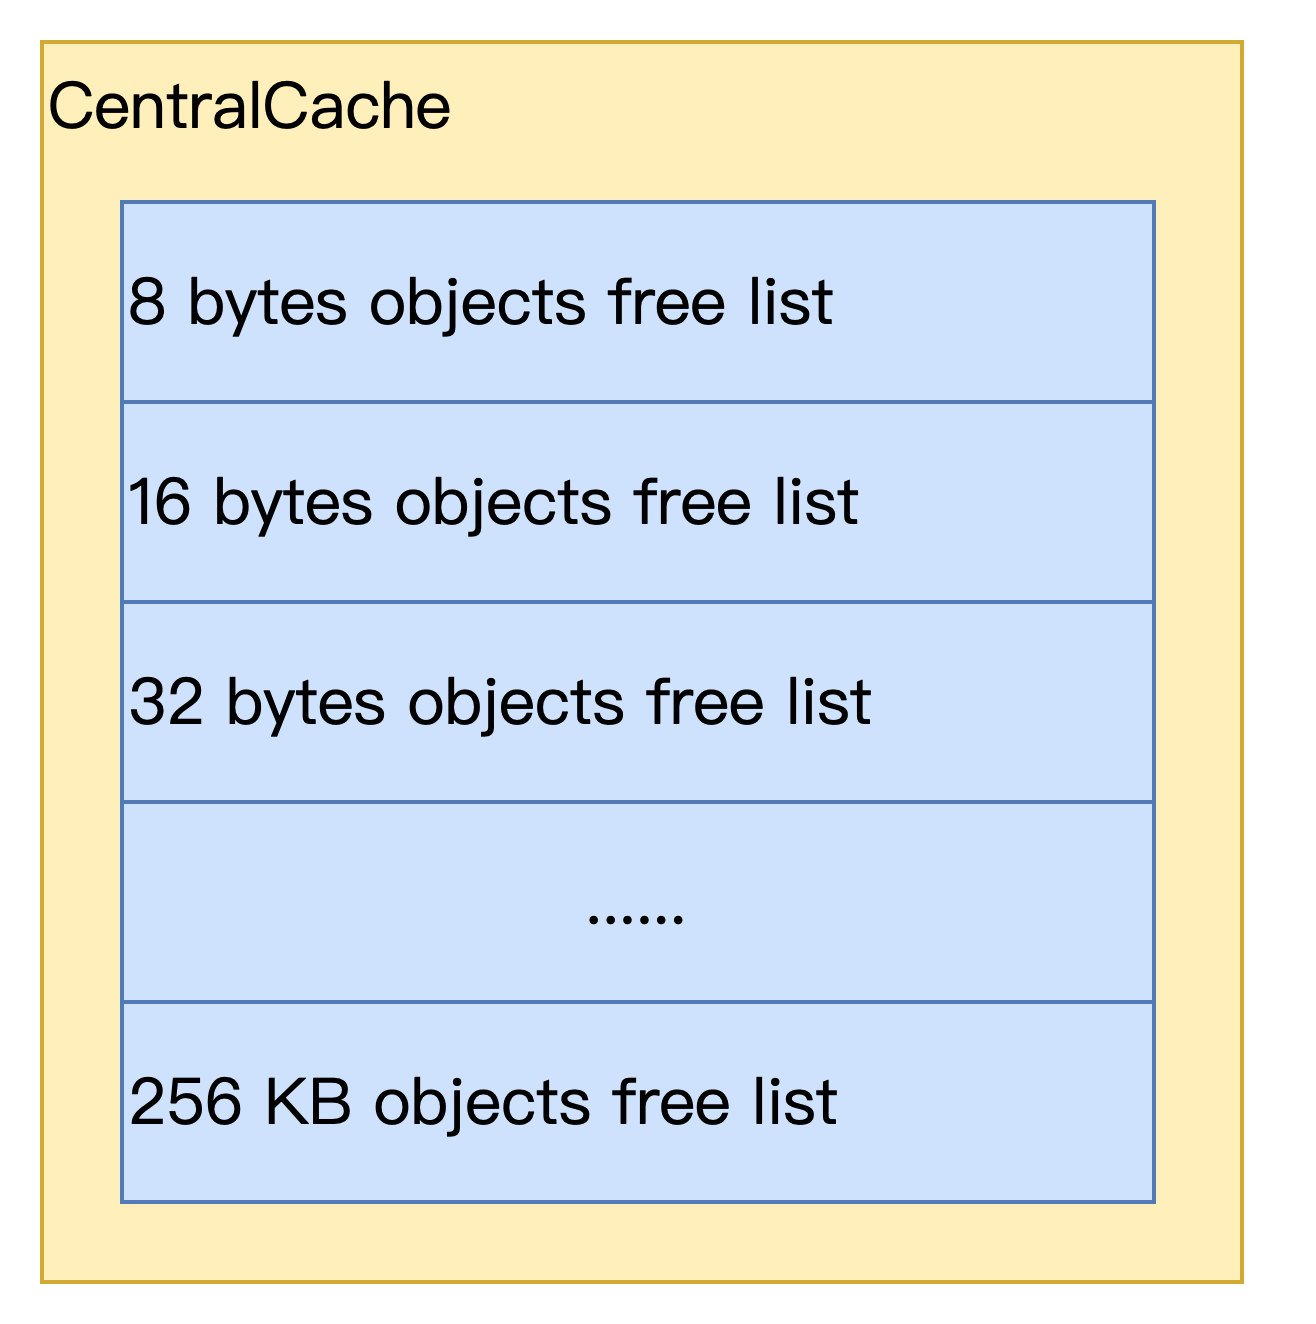 CentralCache
8 bytes objects free list
16 bytes objects free list
32 bytes objects free list
......
256 KB objects free list